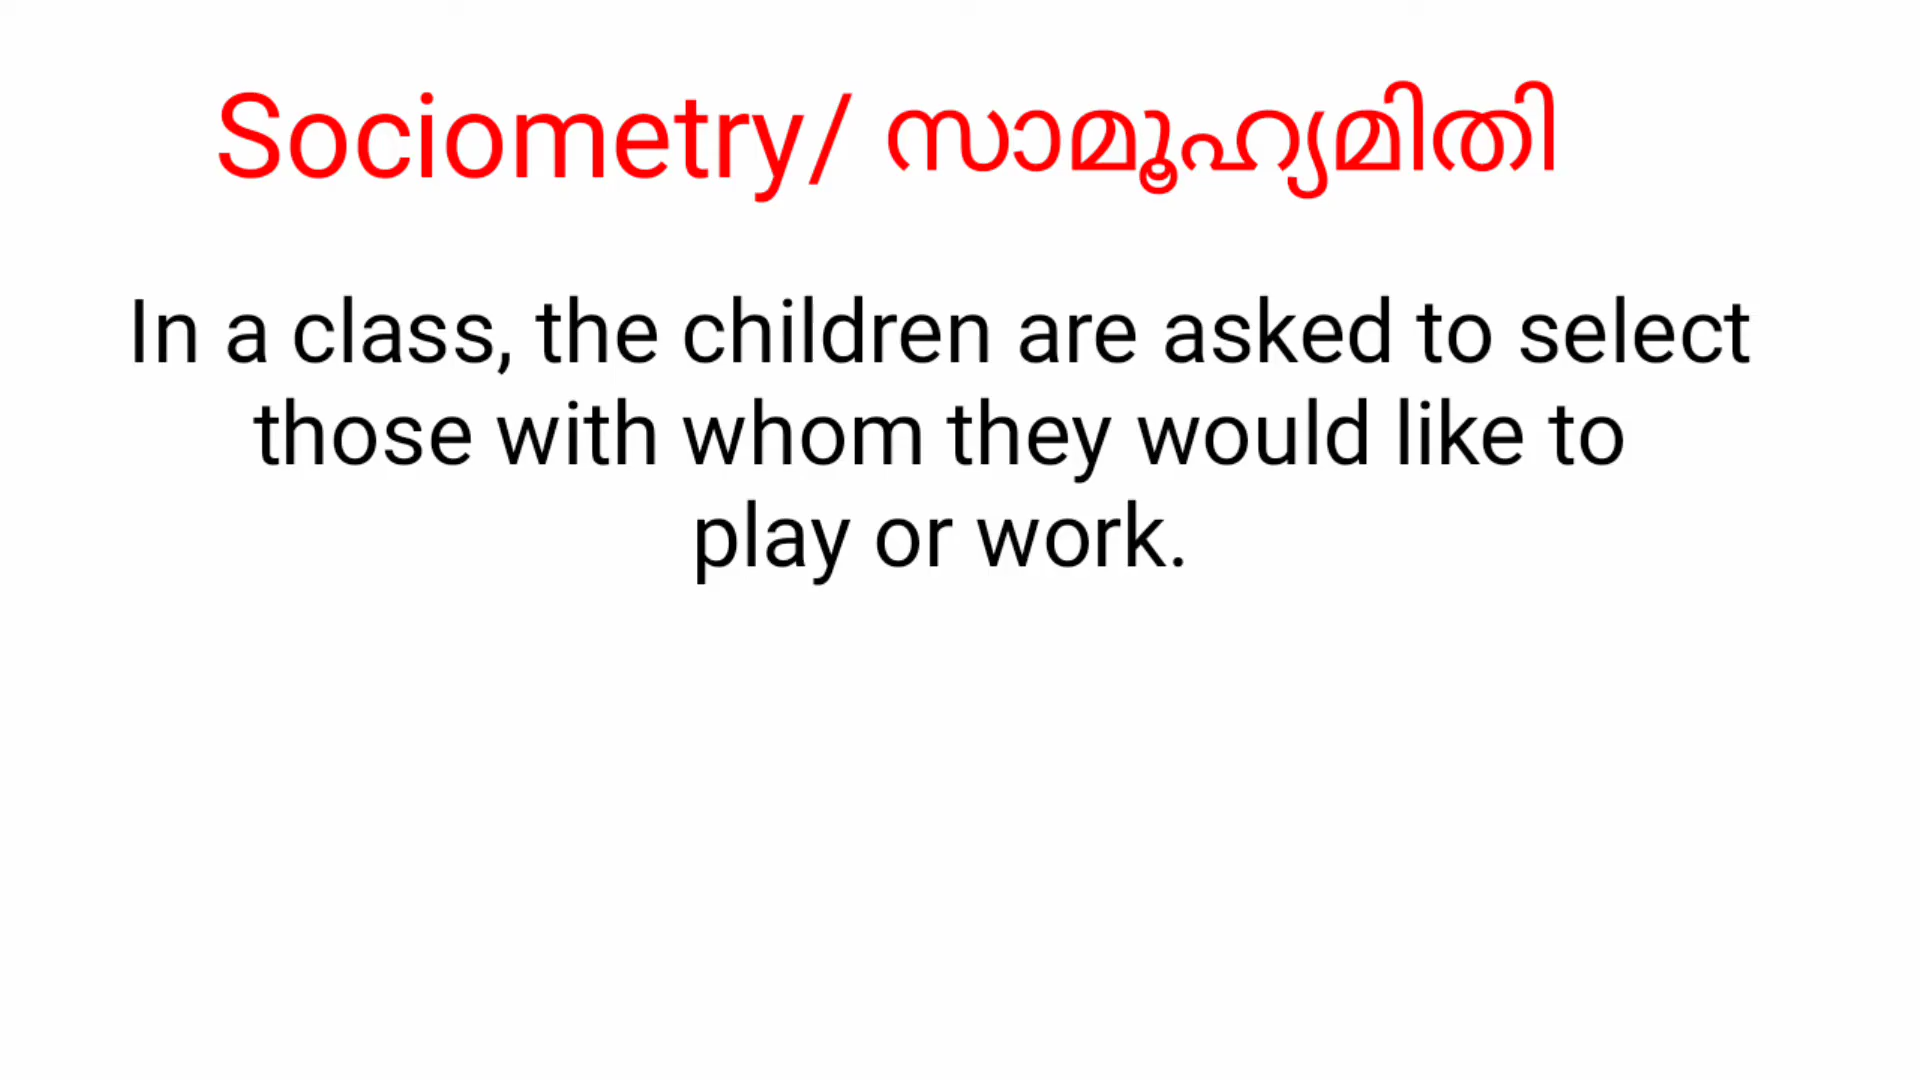 Sociometry/ സാമൂഹ്യമിതി
In a class, the children are asked to select
those with whom they would like to
play or work.